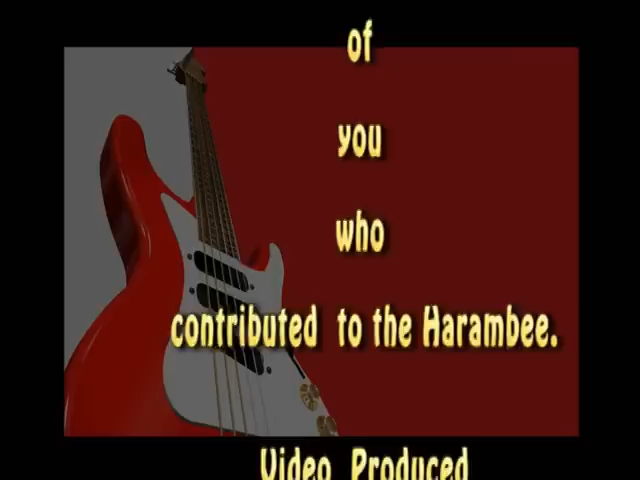 of
you
who
contributed to the Harambee.
Video Produced